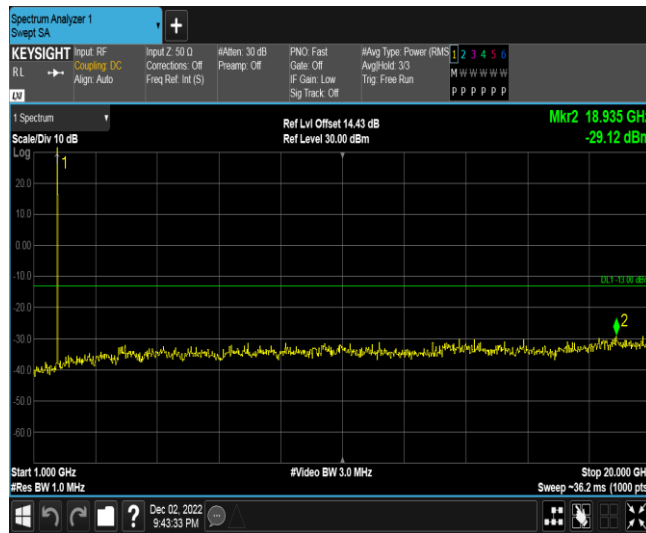 Spectrum Analyzer 1
Swept SA
+
KEYSIGHT
RL
LXI
Input: RF
Coupling: DC
Align: Auto
Input Z: 50 Ω
Corrections: Off
Freq Ref: Int (S)
#Atten: 30 dB
Preamp: Off
PNO: Fast
Gate: Off
IF Gain: Low
Sig Track: Off
#Avg Type: Power (RMS
Avg|Hold: 3/3
Trig: Free Run
1 2 3 4 5 6
M W W W W W
P P P P P P
1 Spectrum
Scale/Div 10 dB
Log
Ref Lvl Offset 14.43 dB
Ref Level 30.00 dBm
Mkr2 18.935 GHz
-29.12 dBm
1
20.0
10.0
0.00
-10.0
DL1 -13.00 dBm
-20.0
2
-30.0
-40.0
-50.0
-60.0
Start 1.000 GHz
#Res BW 1.0 MHz
#Video BW 3.0 MHz
Stop 20.000 GH
Sweep ~36.2 ms (1000 pts
?
Dec 02, 2022
9:43:33 PM